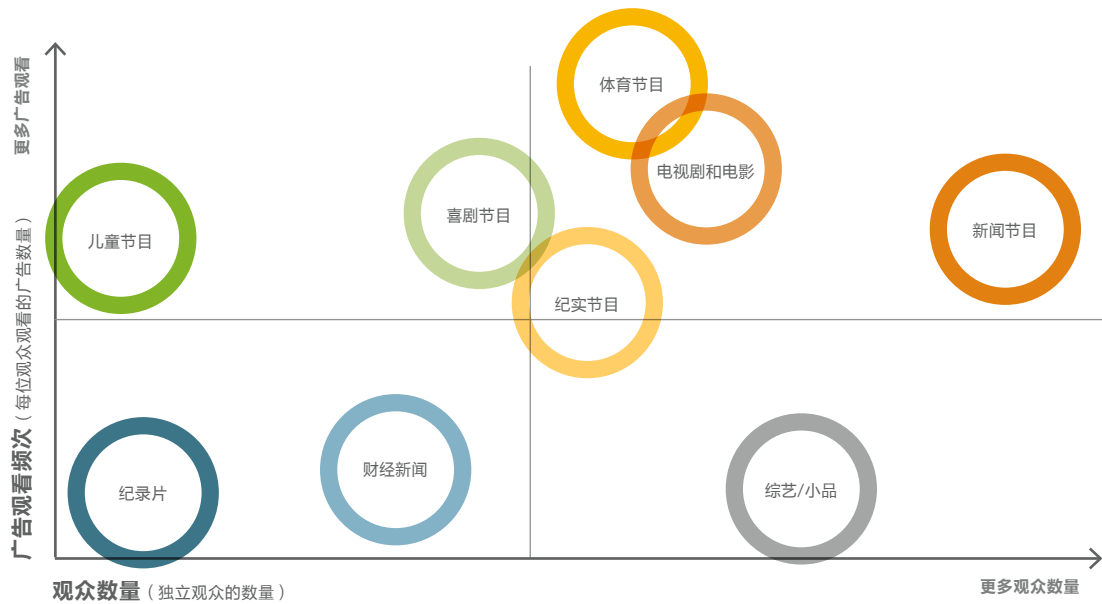 更多广告观看
广告观看频次（每位观众观看的广告数量）
体育节目
电视剧和电影
喜剧节目
新闻节目
儿童节目
纪实节目
财经新闻
综艺/小品
纪录片
观众数量（独立观众的数量）
更多观众数量